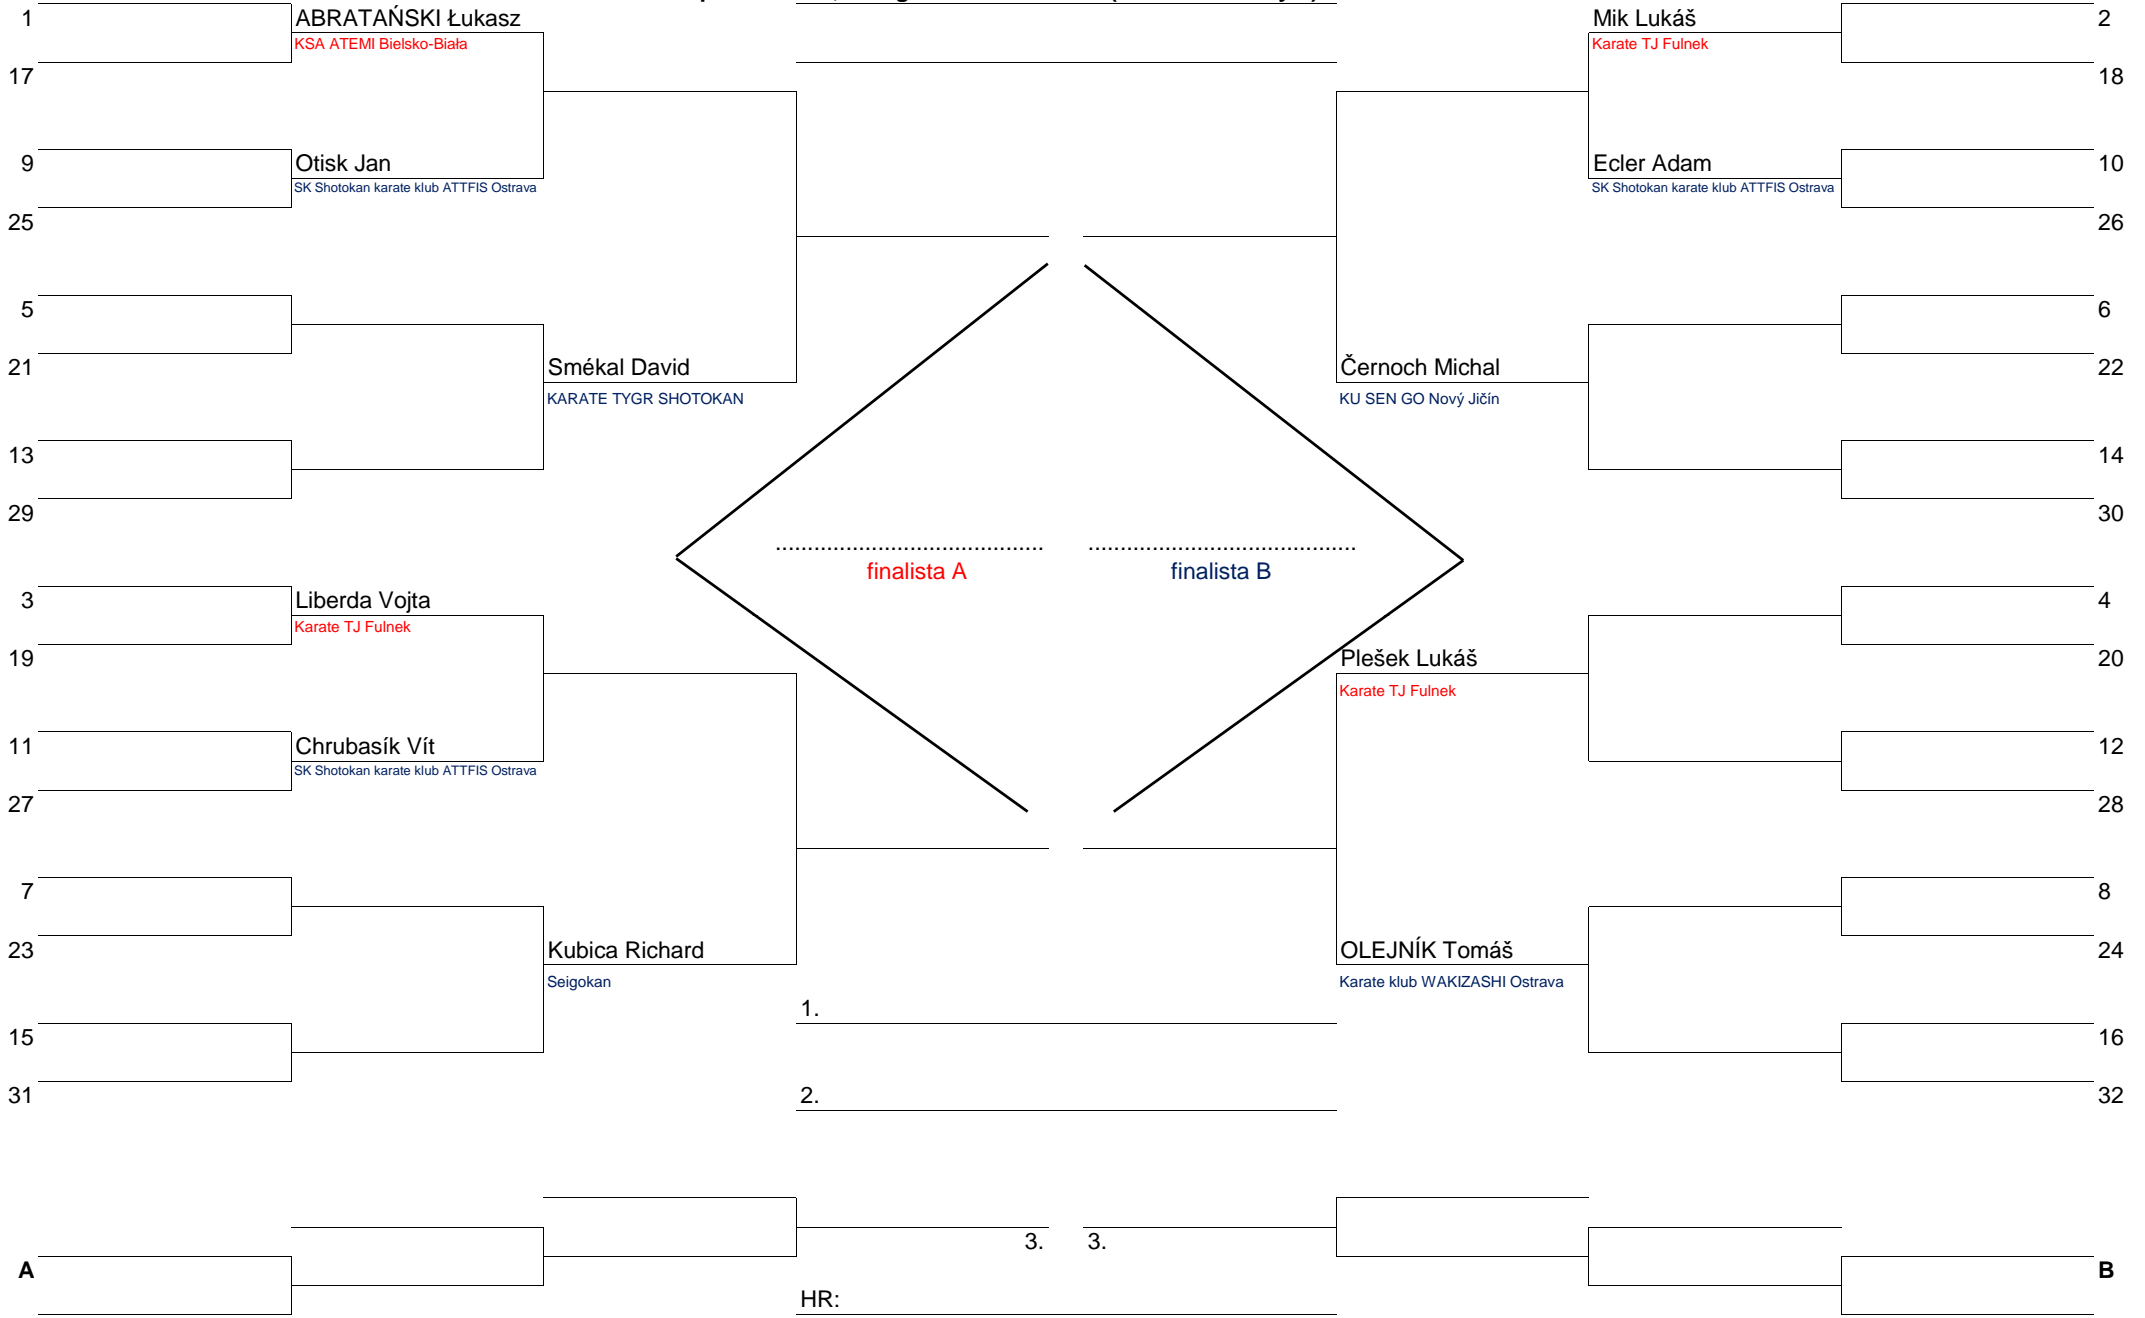 1 ABRATAŃSKI Łukasz Mik Lukáš 2
KSA ATEMI Bielsko-Biała Karate TJ Fulnek
17 18
9 Otisk Jan Ecler Adam 10
SK Shotokan karate klub ATTFIS Ostrava SK Shotokan karate klub ATTFIS Ostrava
25 26
5 6
21 Smékal David Černoch Michal 22
KARATE TYGR SHOTOKAN KU SEN GO Nový Jičín
13 14
29 30
.......................................... ..........................................
finalista A finalista B
3 Liberda Vojta 4
Karate TJ Fulnek
19 Plešek Lukáš 20
Karate TJ Fulnek
11 Chrubasík Vít 12
SK Shotokan karate klub ATTFIS Ostrava
27 28
7 8
23 Kubica Richard OLEJNÍK Tomáš 24
Seigokan Karate klub WAKIZASHI Ostrava
1.
15 16
31 2. 32
3. 3.
A B
HR: